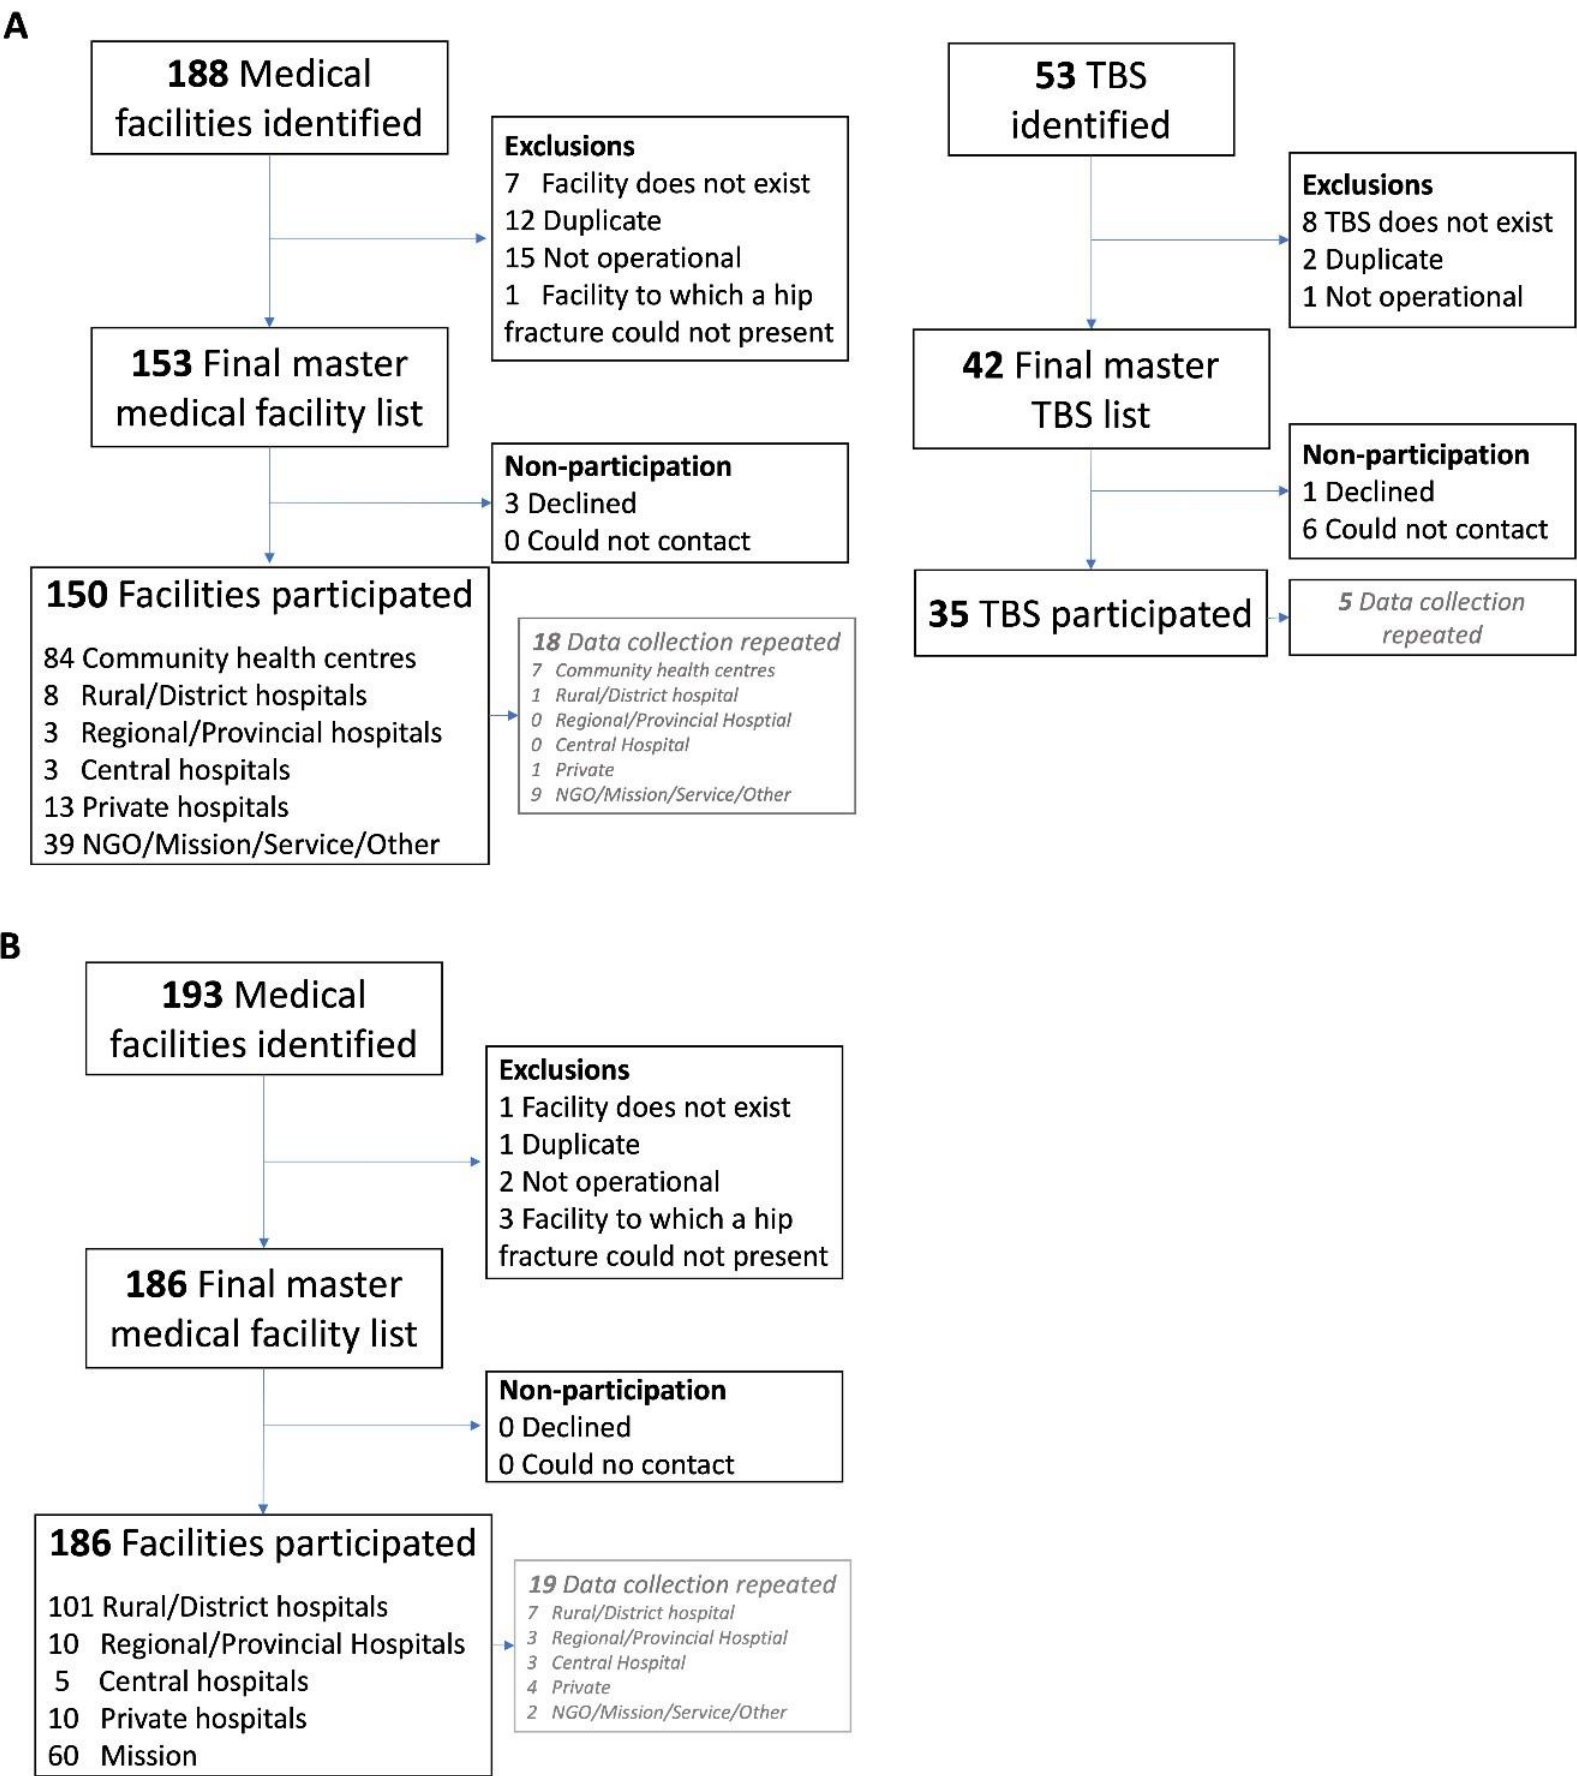 A
188 Medical
facilities identified
Exclusions
7 Facility does not exist
12 Duplicate
15 Not operational
1 Facility to which a hip
fracture could not present
153 Final master
medical facility list
Non-participation
3 Declined
0 Could not contact
150 Facilities participated
84 Community health centres
8 Rural/District hospitals
3 Regional/Provincial hospitals
3 Central hospitals
13 Private hospitals
39 NGO/Mission/Service/Other
18 Data collection repeated
7 Community health centres
1 Rural/District hospital
0 Regional/Provincial Hosptial
0 Central Hospital
1 Private
9 NGO/Mission/Service/Other
53 TBS
identified
Exclusions
8 TBS does not exist
2 Duplicate
1 Not operational
42 Final master
TBS list
Non-participation
1 Declined
6 Could not contact
35 TBS participated
5 Data collection
repeated
B
193 Medical
facilities identified
Exclusions
1 Facility does not exist
1 Duplicate
2 Not operational
3 Facility to which a hip
fracture could not present
186 Final master
medical facility list
Non-participation
0 Declined
0 Could no contact
186 Facilities participated
101 Rural/District hospitals
10 Regional/Provincial Hospitals
5 Central hospitals
10 Private hospitals
60 Mission
19 Data collection repeated
7 Rural/District hospital
3 Regional/Provincial Hosptial
3 Central Hospital
4 Private
2 NGO/Mission/Service/Other